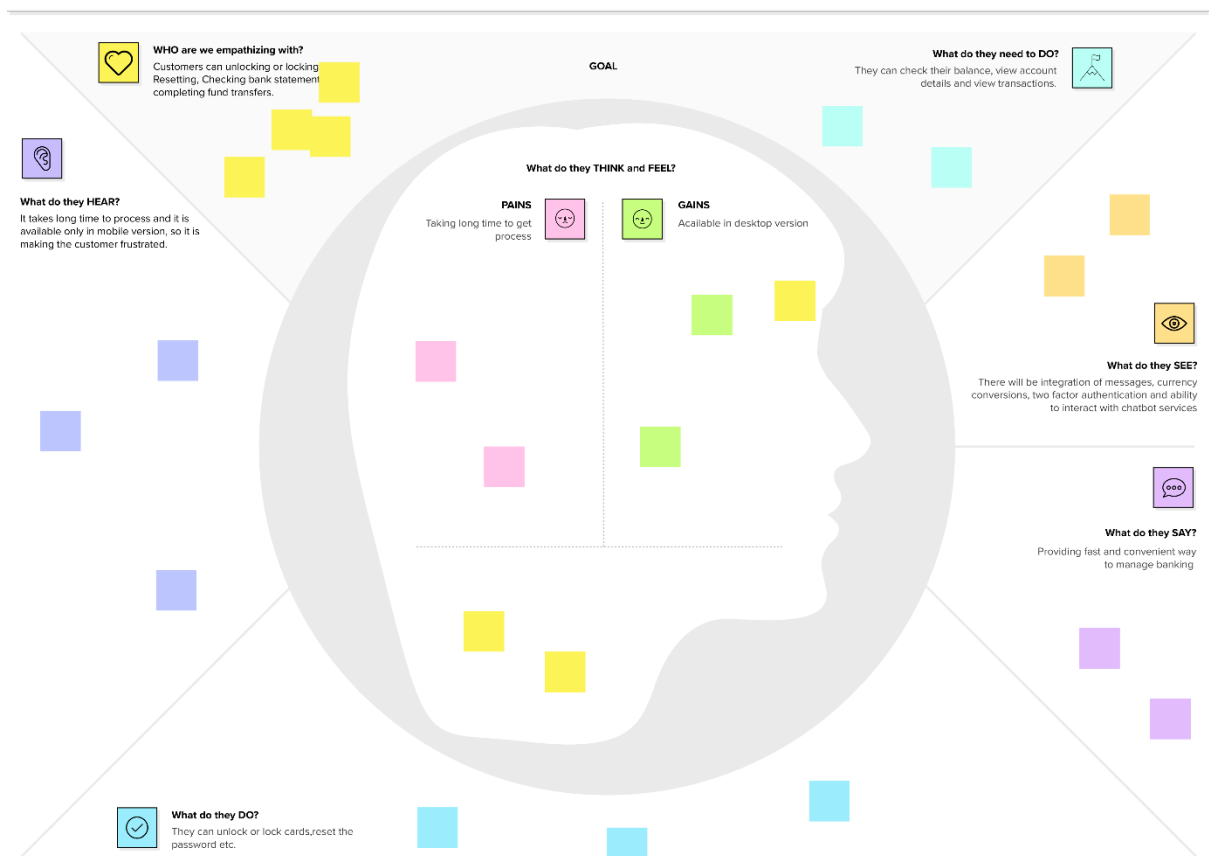 WHO are we empathizing with?
Customers can unlocking or locking
Resetting, Checking bank statement
completing fund transfers.
GOAL
What do they need to DO?
They can check their balance, view account
details and view transactions.
What do they HEAR?
It takes long time to process and it is
available only in mobile version, so it is
making the customer frustrated.
What do they THINK and FEEL?
PAINS
Taking long time to get
process
GAINS
Acailable in desktop version
What do they SEE?
There will be integration of messages, currency
conversions, two factor authentication and ability
to interact with chatbot services
What do they SAY?
Providing fast and convenient way
to manage banking
What do they DO?
They can unlock or lock cards,reset the
password etc.